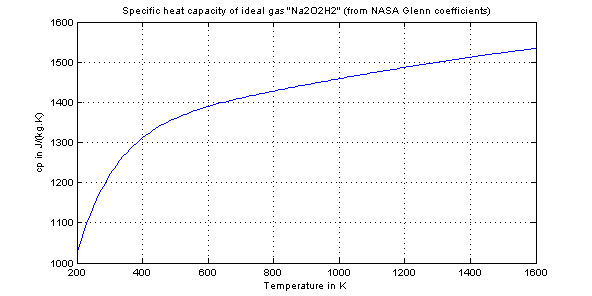 Specific heat capacity of ideal gas "Na2O2H2" (from NASA Glenn coefficients)
1600
1500
1400
1300
1200
1100
1000
cp in J/(kg.K)
200 400 600 800 1000 1200 1400 1600
Temperature in K